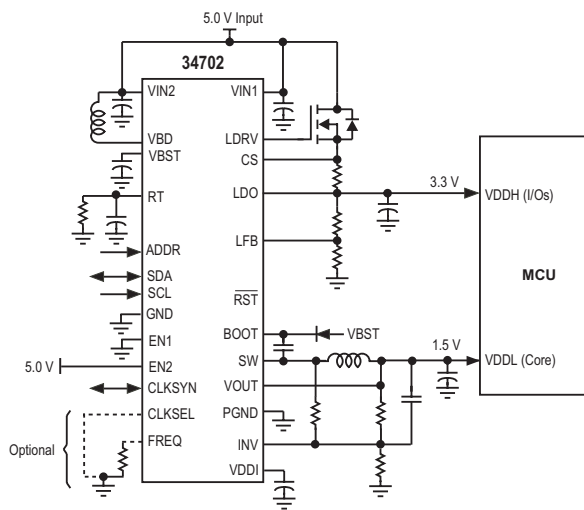 5.0 V Input
34702
VIN2
VIN1
VBD
LDRV
VBST
CS
RT
LDO
3.3 V
VDDH (I/Os)
ADDR
LFB
MCU
SDA
SCL
RST
GND
BOOT
VBST
EN1
SW
1.5 V
VDDL (Core)
5.0 V
EN2
VOUT
CLKSYN
CLKSEL
PGND
Optional
FREQ
INV
VDDI